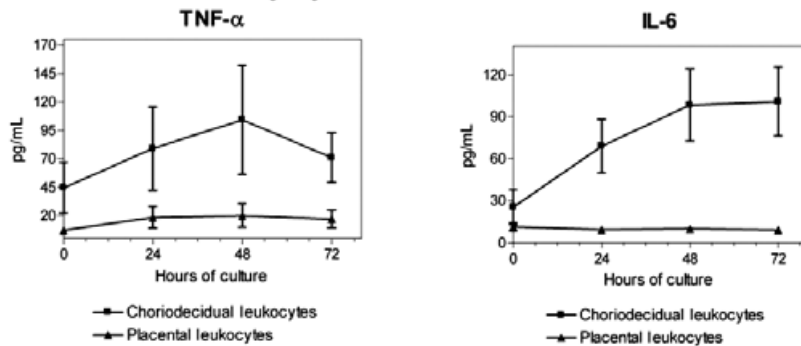 TNF-α
170
145
120
95
70
45
20
pg/mL
0 24 48 72
Hours of culture
Choriodecidual leukocytes
Placental leukocytes
IL-6
120
90
60
30
0
pg/mL
0 24 48 72
Hours of culture
Choriodecidual leukocytes
Placental leukocytes